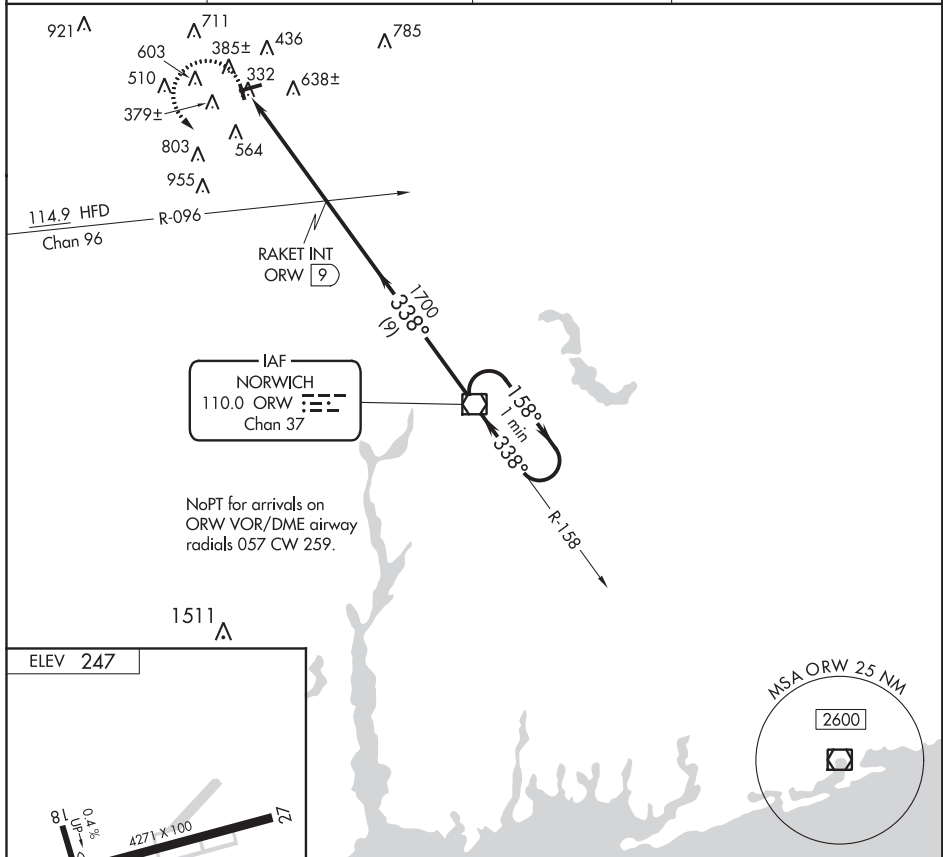 921
711
436
785
603
385±
510
332
638±
379±
803
564
955
114.9 HFD
R-096
Chan 96
RAKET INT
ORW 9
1700
338°
(9)
IAF
NORWICH
110.0 ORW
Chan 37
158°
1 min
338°
NoPT for arrivals on
ORW VOR/DME airway
radials 057 CW 259.
R-158
1511
ELEV 247
MSA ORW 25 NM
2600
18
0.4%
UP
4271 X 100
27